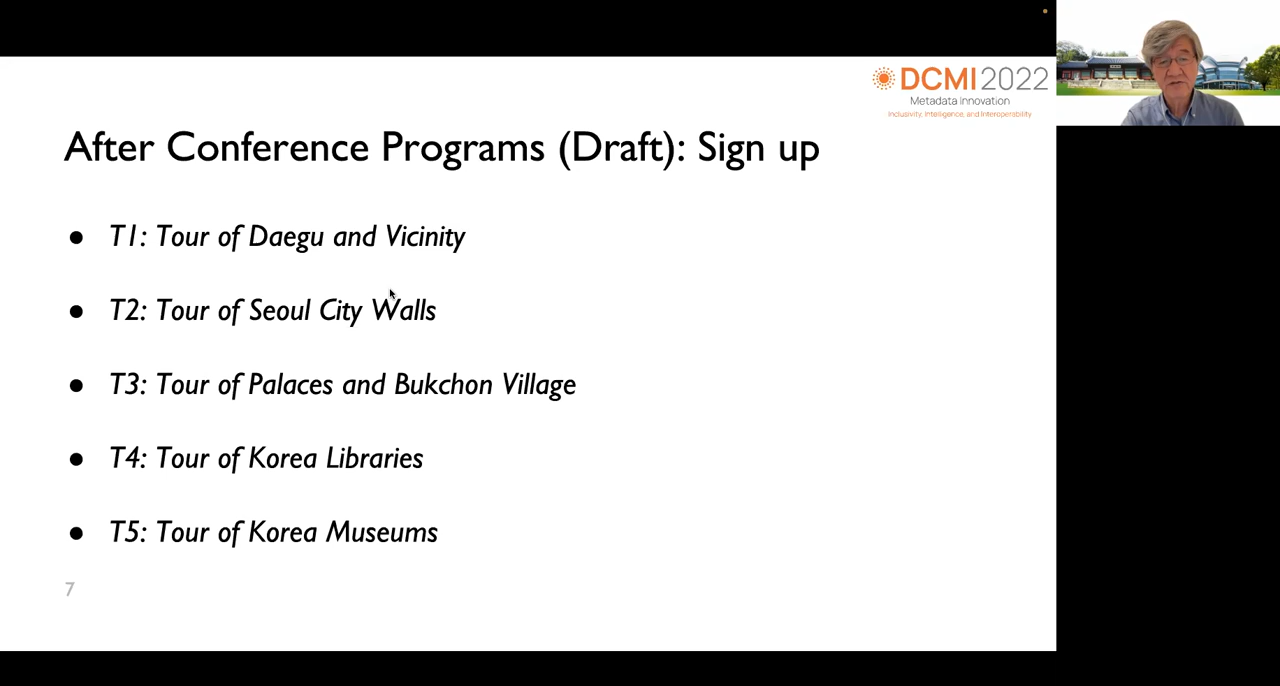 DCMI2022
Metadata Innovation
Inclusivity, Intelligence, and Interoperability
After Conference Programs (Draft): Sign up
● T1: Tour of Daegu and Vicinity
● T2: Tour of Seoul City Walls
● T3: Tour of Palaces and Bukchon Village
● T4: Tour of Korea Libraries
● T5: Tour of Korea Museums
7